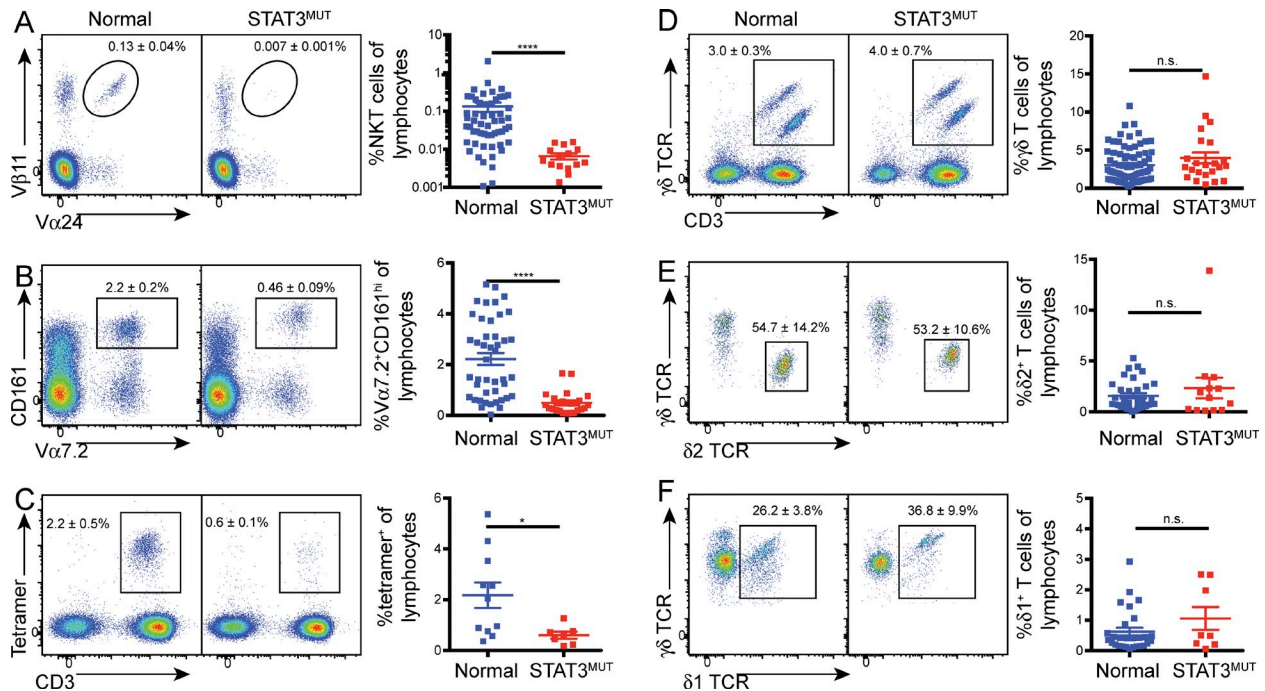 A
Normal
STAT3MUT
0.13 ± 0.04%
0.007 ± 0.001%
Vβ11
0
0
0
Vα24
%NKT cells of
lymphocytes
10
1
0.1
0.01
0.001
****
Normal
STAT3MUT
B
2.2 ± 0.2%
0.46 ± 0.09%
CD161
0
0
0
Vα7.2
%Vα7.2+CD161hi of
lymphocytes
6
4
2
0
****
Normal
STAT3MUT
C
2.2 ± 0.5%
0.6 ± 0.1%
Tetramer
0
0
0
CD3
%tetramer+ of
lymphocytes
6
4
2
0
*
Normal
STAT3MUT
D
Normal
STAT3MUT
3.0 ± 0.3%
4.0 ± 0.7%
γδ TCR
0
0
0
CD3
%γδ T cells of
lymphocytes
20
15
10
5
0
n.s.
Normal
STAT3MUT
E
54.7 ± 14.2%
53.2 ± 10.6%
γδ TCR
0
0
0
δ2 TCR
%δ2+ T cells of
lymphocytes
15
10
5
0
n.s.
Normal
STAT3MUT
F
26.2 ± 3.8%
36.8 ± 9.9%
γδ TCR
0
0
0
δ1 TCR
%δ1+ T cells of
lymphocytes
5
4
3
2
1
0
n.s.
Normal
STAT3MUT